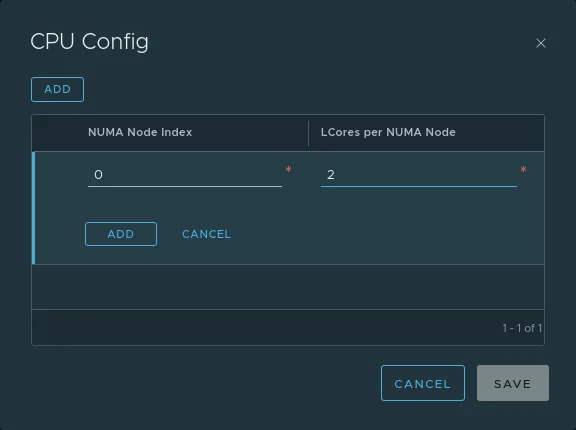 CPU Config
ADD
NUMA Node Index LCores per NUMA Node
0 * 2 *
ADD CANCEL
1 - 1 of 1
CANCEL SAVE